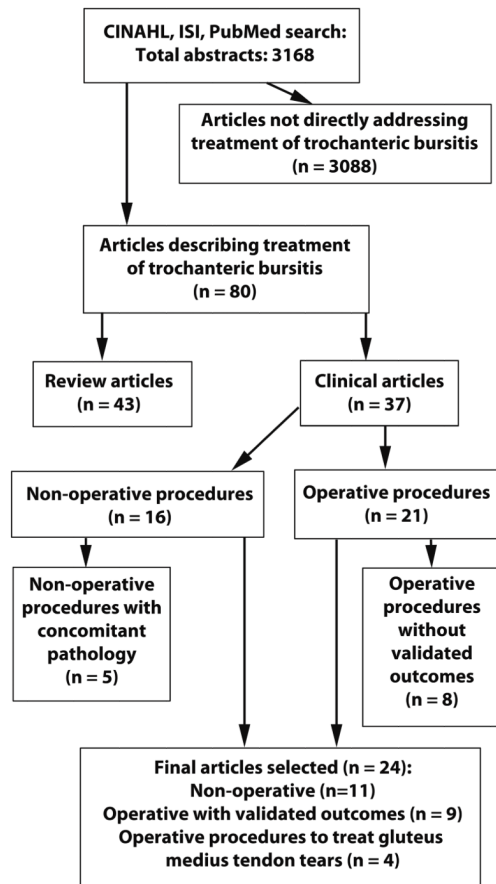 CINAHL, ISI, PubMed search:
Total abstracts: 3168
Articles not directly addressing
treatment of trochanteric bursitis
(n = 3088)
Articles describing treatment
of trochanteric bursitis
(n = 80)
Review articles
(n = 43)
Clinical articles
(n = 37)
Non-operative procedures
(n = 16)
Operative procedures
(n = 21)
Non-operative
procedures with
concomitant
pathology
(n = 5)
Operative
procedures
without
validated
outcomes
(n = 8)
Final articles selected (n = 24):
Non-operative (n=11)
Operative with validated outcomes (n = 9)
Operative procedures to treat gluteus
medius tendon tears (n = 4)